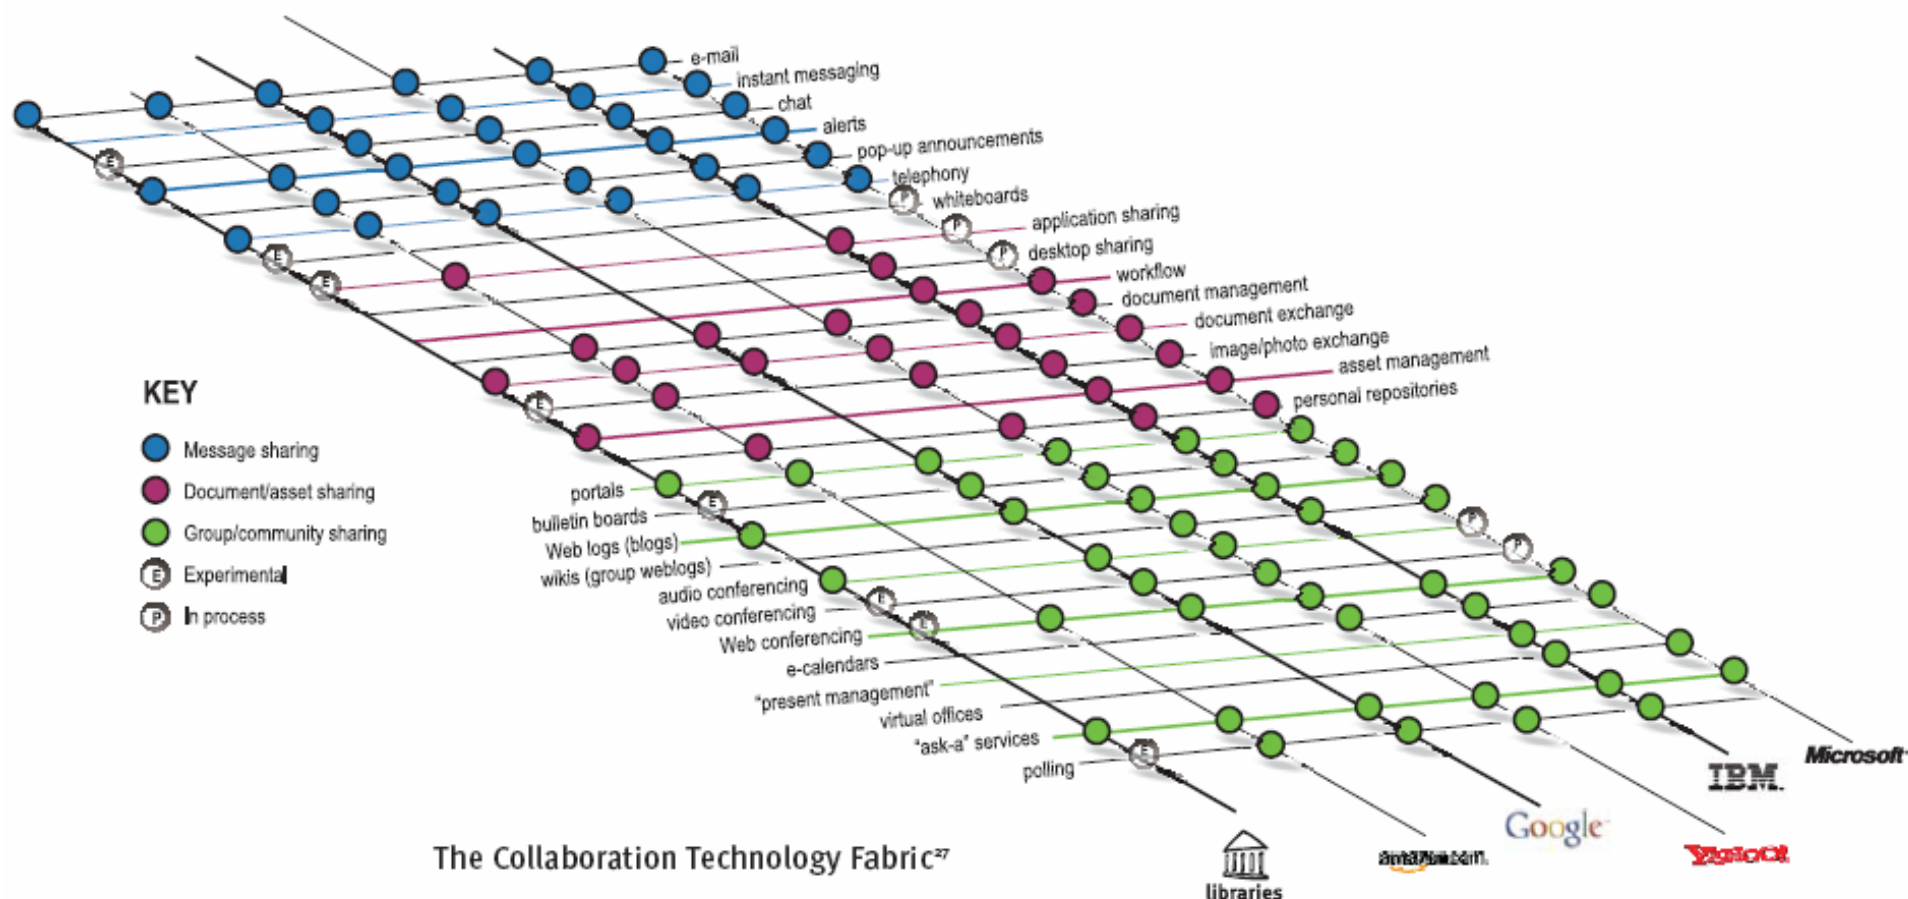 e-mail
instant messaging
chat
alerts
pop-up announcements
telephony
whiteboards
application sharing
desktop sharing
workflow
document management
document exchange
image/photo exchange
asset management
personal repositories
KEY
Message sharing
Document/asset sharing
Group/community sharing
E Experimental
P In process
portals
bulletin boards
Web logs (blogs)
wikis (group weblogs)
audio conferencing
video conferencing
Web conferencing
e-calendars
"present management"
virtual offices
"ask-a" services
polling
E
E
E
E
E
E
E
E
P
P
P
P
P
Microsoft
IBM
Google
YAHOO!
libraries
The Collaboration Technology Fabric27